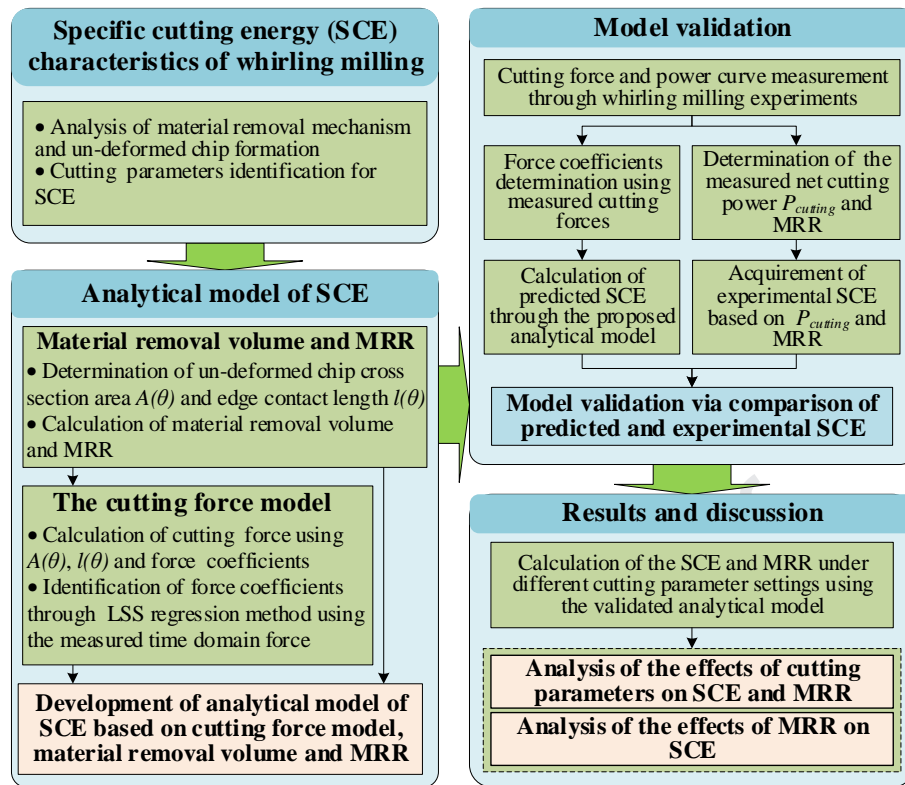 Specific cutting energy (SCE)
characteristics of whirling milling
• Analysis of material removal mechanism
and un-deformed chip formation
• Cutting parameters identification for
SCE
Analytical model of SCE
Material removal volume and MRR
• Determination of un-deformed chip cross
section area A(θ) and edge contact length l(θ)
• Calculation of material removal volume
and MRR
The cutting force model
• Calculation of cutting force using
A(θ), l(θ) and force coefficients
• Identification of force coefficients
through LSS regression method using
the measured time domain force
Development of analytical model of
SCE based on cutting force model,
material removal volume and MRR
Model validation
Cutting force and power curve measurement
through whirling milling experiments
Force coefficients
determination using
measured cutting
forces
Determination of the
measured net cutting
power Pcutting and
MRR
Calculation of
predicted SCE
through the proposed
analytical model
Acquirement of
experimental SCE
based on Pcutting and
MRR
Model validation via comparison of
predicted and experimental SCE
Results and discussion
Calculation of the SCE and MRR under
different cutting parameter settings using
the validated analytical model
Analysis of the effects of cutting
parameters on SCE and MRR
Analysis of the effects of MRR on
SCE